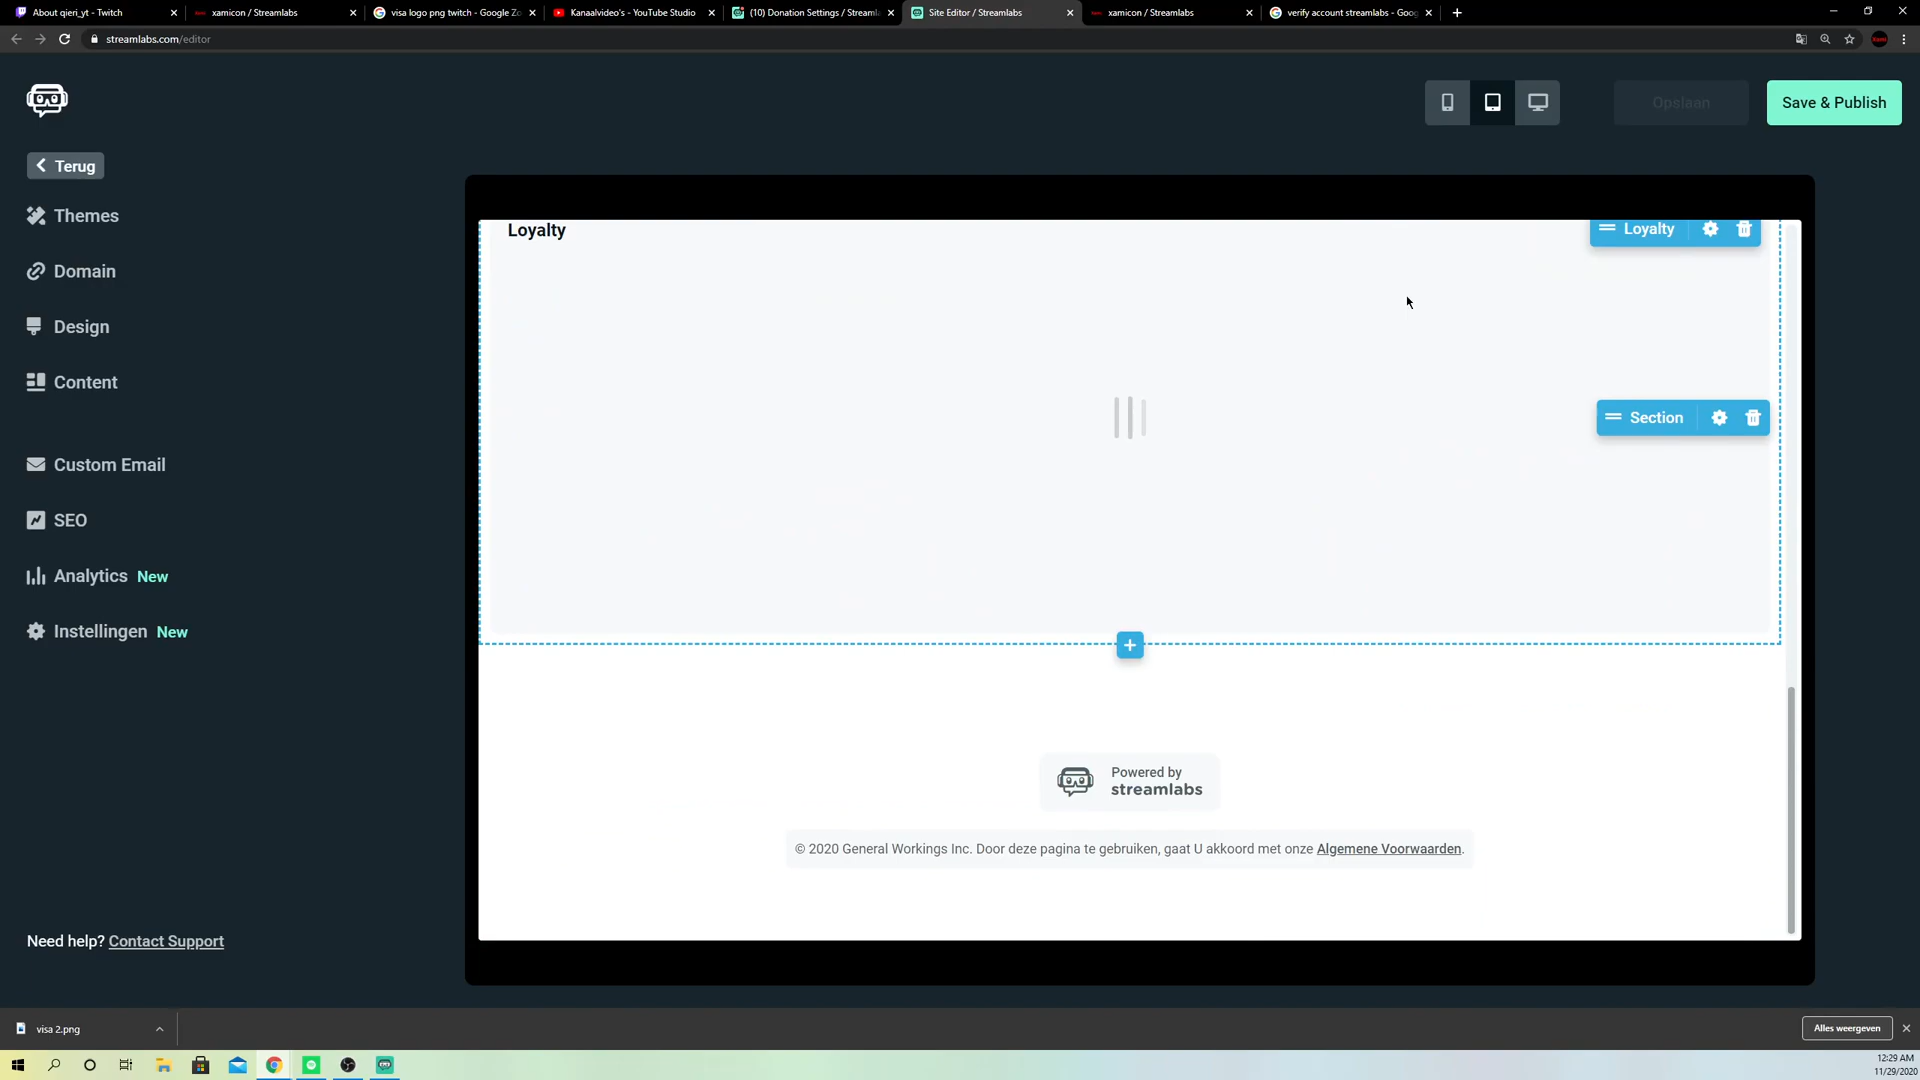 About qieri_yt - Twitch
xamicon / Streamlabs
visa logo png twitch - Google Zo
Kanaalvideo's - YouTube Studio
(10) Donation Settings / Streamla
Site Editor / Streamlabs
xamicon / Streamlabs
verify account streamlabs - Goog
streamlabs.com/editor
Opslaan
Save & Publish
Terug
Themes
Domain
Design
Content
Custom Email
SEO
Analytics New
Instellingen New
Need help? Contact Support
Loyalty
Loyalty
Section
Powered by
streamlabs
© 2020 General Workings Inc. Door deze pagina te gebruiken, gaat U akkoord met onze Algemene Voorwaarden.
visa 2.png
Alles weergeven
12:29 AM
11/29/2020